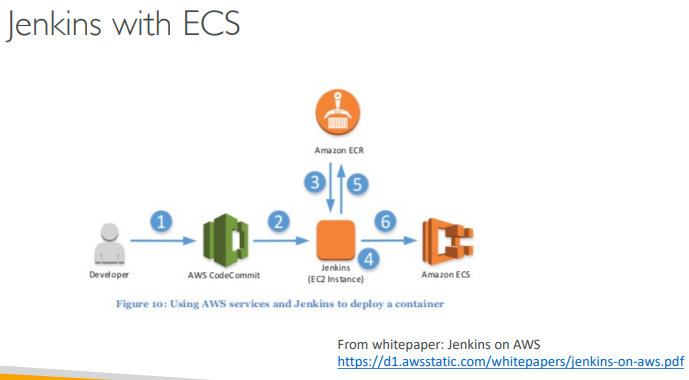 Jenkins with ECS
Amazon ECR
3
5
1
2
6
4
Developer
AWS CodeCommit
Jenkins
(EC2 Instance)
Amazon ECS
Figure 10: Using AWS services and Jenkins to deploy a container
From whitepaper: Jenkins on AWS
https://d1.awsstatic.com/whitepapers/jenkins-on-aws.pdf